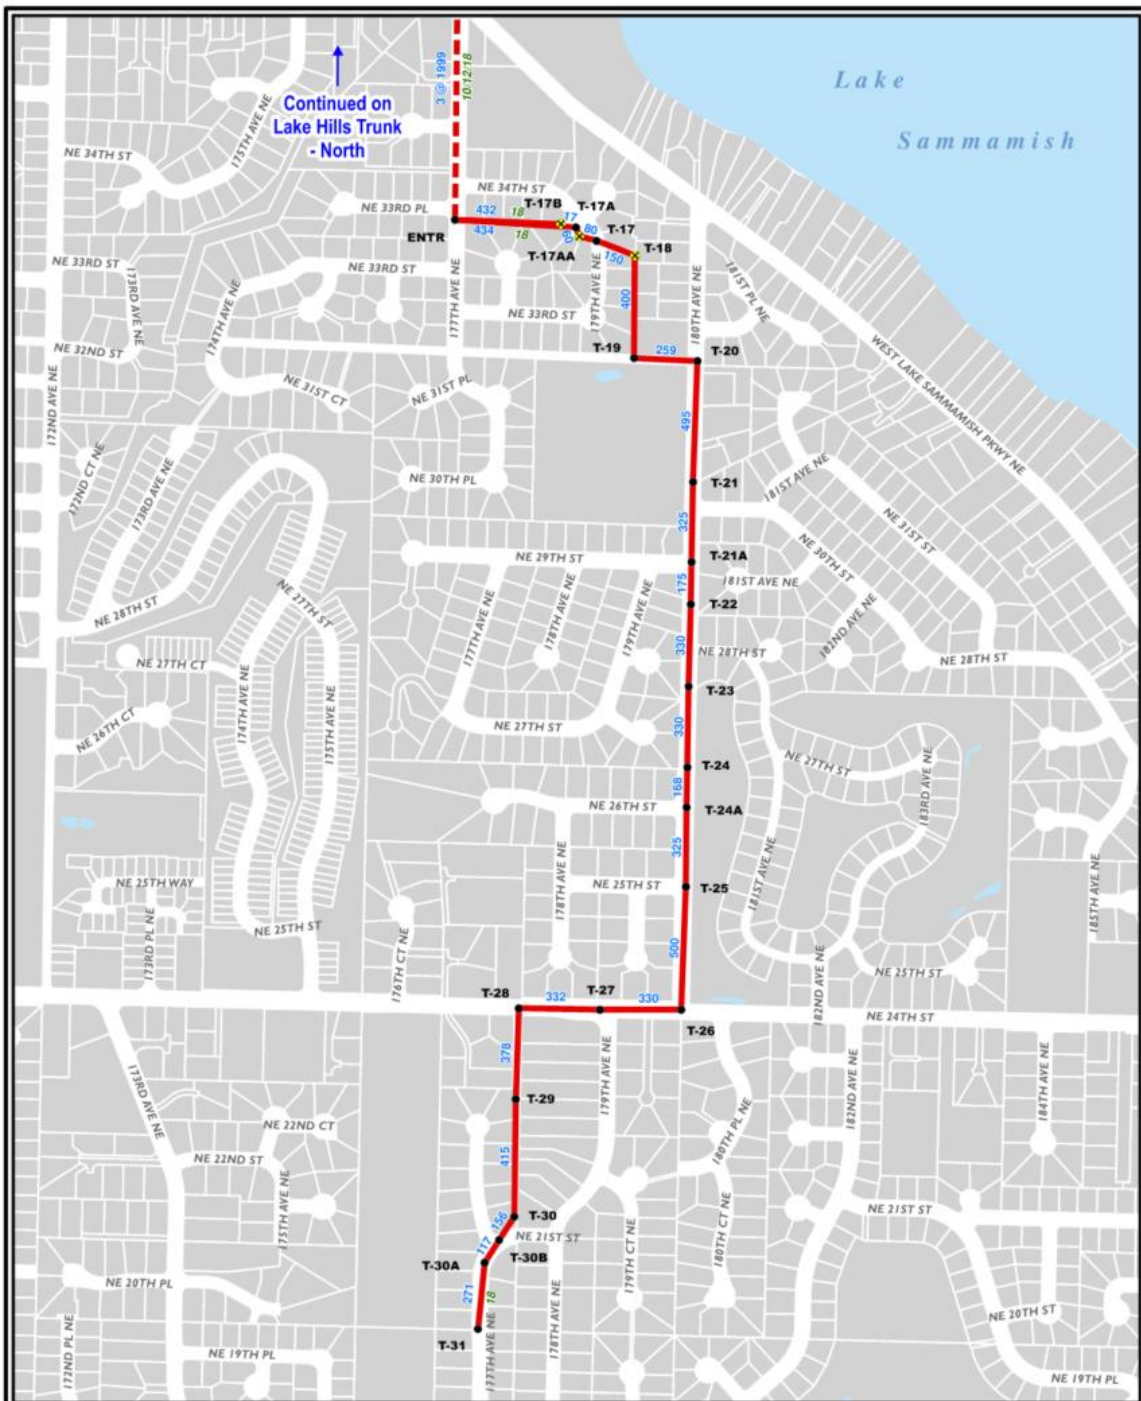 Lake
Sammamish
3 @ 1999
10/12/18
Continued on
Lake Hills Trunk
- North
175TH AVE NE
NE 34TH ST
NE 34TH ST
T-17B
17
T-17A
NE 33RD PL
432
18
80
T-17
ENTR
434
18
60
T-17AA
150
T-18
NE 33RD ST
173RD AVE NE
NE 33RD ST
174TH AVE NE
177TH AVE NE
179TH AVE NE
400
180TH AVE NE
181ST PL NE
NE 33RD ST
WEST LAKE SAMMAMISH PKWY NE
NE 32ND ST
T-19
259
T-20
172ND AVE NE
NE 31ST CT
NE 31ST PL
495
172ND CT NE
173RD AVE NE
NE 30TH PL
T-21
181ST AVE NE
NE 31ST ST
325
NE 30TH ST
NE 29TH ST
T-21A
175
181ST AVE NE
T-22
NE 28TH ST
NE 27TH ST
177TH AVE NE
178TH AVE NE
179TH AVE NE
182ND AVE NE
330
NE 28TH ST
NE 28TH ST
NE 27TH CT
174TH AVE NE
175TH AVE NE
T-23
NE 26TH CT
NE 27TH ST
330
NE 27TH ST
183RD AVE NE
T-24
168
NE 26TH ST
T-24A
325
178TH AVE NE
181ST AVE NE
NE 25TH WAY
NE 25TH ST
T-25
185TH AVE NE
173RD PL NE
NE 25TH ST
176TH CT NE
500
182ND AVE NE
NE 25TH ST
T-28
332
T-27
330
T-26
NE 24TH ST
378
173RD AVE NE
T-29
179TH AVE NE
180TH PL NE
182ND AVE NE
184TH AVE NE
NE 22ND CT
NE 22ND ST
415
175TH AVE NE
T-30
156
NE 21ST ST
NE 21ST ST
117
T-30B
T-30A
179TH CT NE
180TH CT NE
NE 20TH PL
271
18
NE 20TH ST
T-31
172ND PL NE
NE 19TH PL
177TH AVE NE
178TH AVE NE
NE 19TH PL